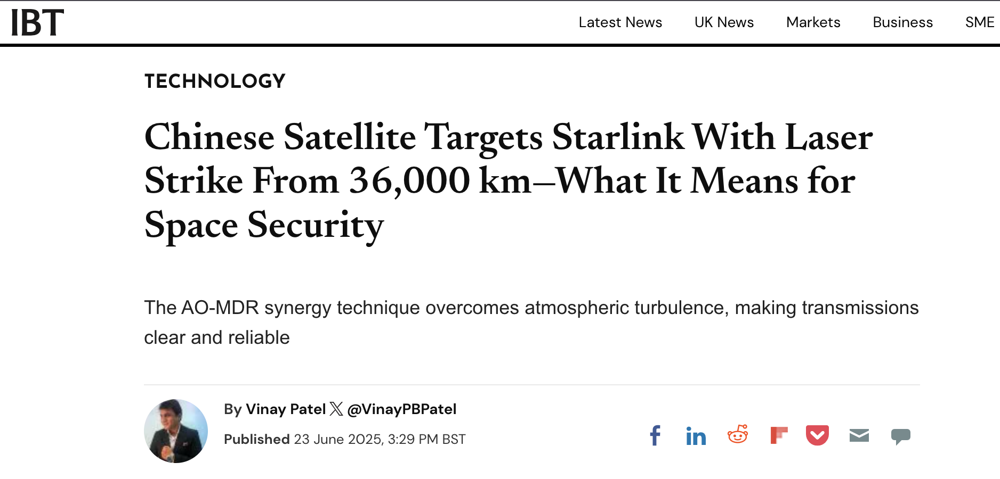 IBT
Latest News UK News Markets Business SME
TECHNOLOGY
Chinese Satellite Targets Starlink With Laser
Strike From 36,000 km—What It Means for
Space Security
The AO-MDR synergy technique overcomes atmospheric turbulence, making transmissions
clear and reliable
By Vinay Patel X @VinayPBPatel
Published 23 June 2025, 3:29 PM BST